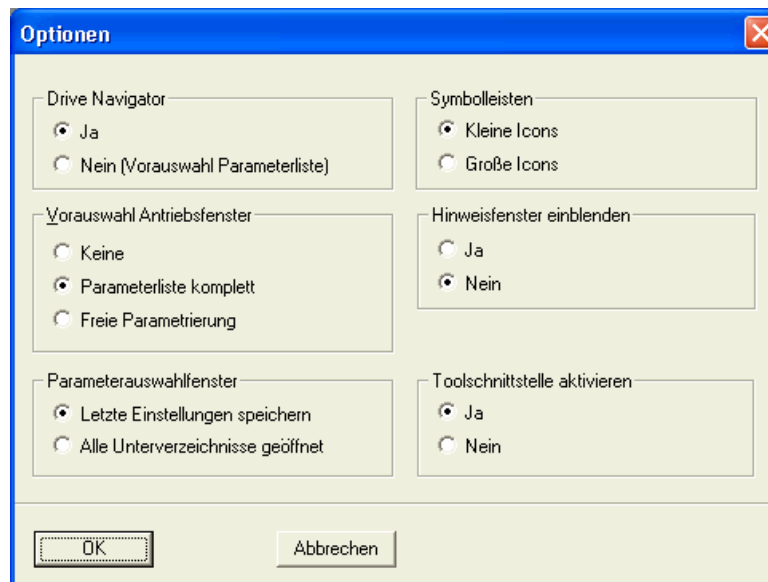 Optionen
Drive Navigator
Ja
Nein (Vorauswahl Parameterliste)
Symbolleisten
Kleine Icons
Große Icons
Vorauswahl Antriebsfenster
Keine
Parameterliste komplett
Freie Parametrierung
Hinweisfenster einblenden
Ja
Nein
Parameterauswahlfenster
Letzte Einstellungen speichern
Alle Unterverzeichnisse geöffnet
Toolschnittstelle aktivieren
Ja
Nein
OK
Abbrechen